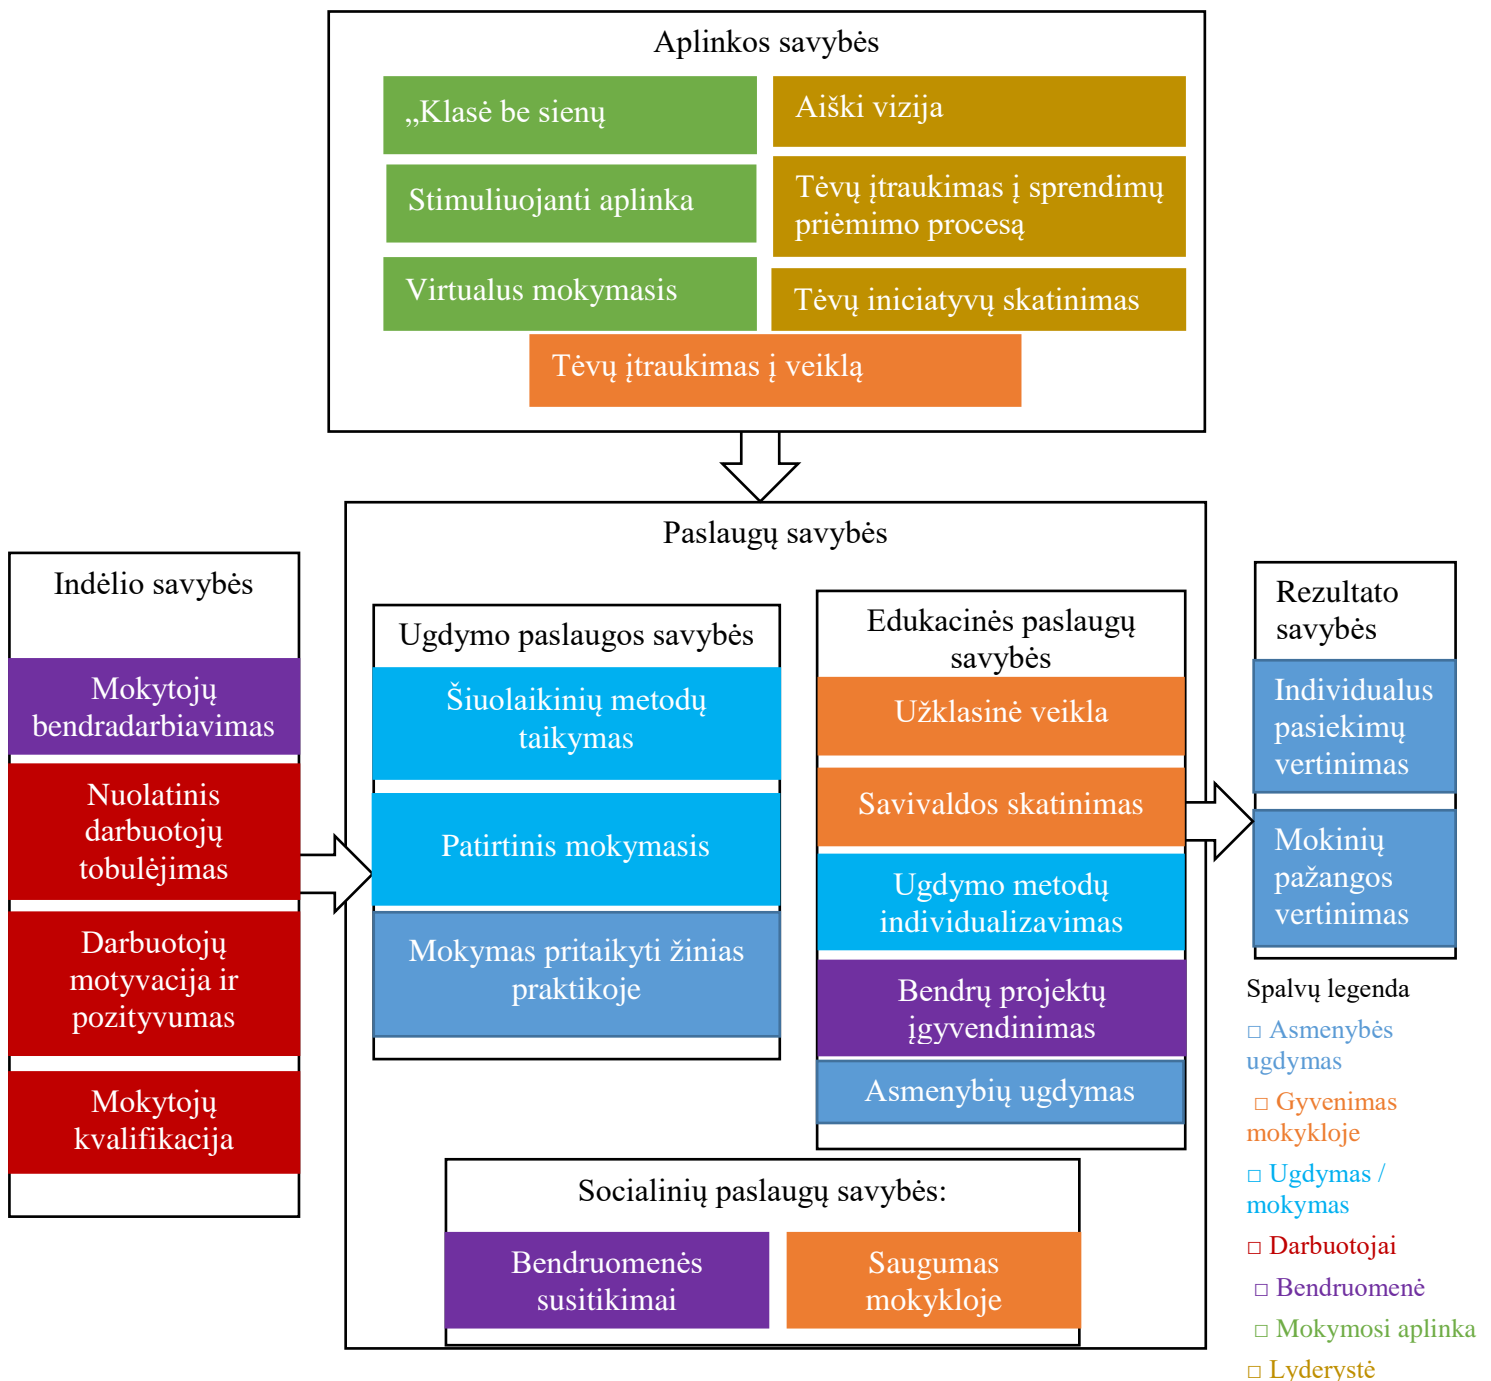 Aplinkos savybės
„Klasė be sienų
Stimuliuojanti aplinka
Virtualus mokymasis
Aiški vizija
Tėvų įtraukimas į sprendimų
priėmimo procesą
Tėvų iniciatyvų skatinimas
Tėvų įtraukimas į veiklą
Indėlio savybės
Mokytojų
bendradarbiavimas
Nuolatinis
darbuotojų
tobulėjimas
Darbuotojų
motyvacija ir
pozityvumas
Mokytojų
kvalifikacija
Paslaugų savybės
Ugdymo paslaugos savybės
Šiuolaikinių metodų
taikymas
Patirtinis mokymasis
Mokymas pritaikyti žinias
praktikoje
Edukacinės paslaugų
savybės
Užklasinė veikla
Savivaldos skatinimas
Ugdymo metodų
individualizavimas
Bendrų projektų
įgyvendinimas
Asmenybių ugdymas
Socialinių paslaugų savybės:
Bendruomenės
susitikimai
Saugumas
mokykloje
Rezultato
savybės
Individualus
pasiekimų
vertinimas
Mokinių
pažangos
vertinimas
Spalvų legenda
□ Asmenybės
ugdymas
□ Gyvenimas
mokykloje
□ Ugdymas /
mokymas
□ Darbuotojai
□ Bendruomenė
□ Mokymosi aplinka
□ Lyderystė